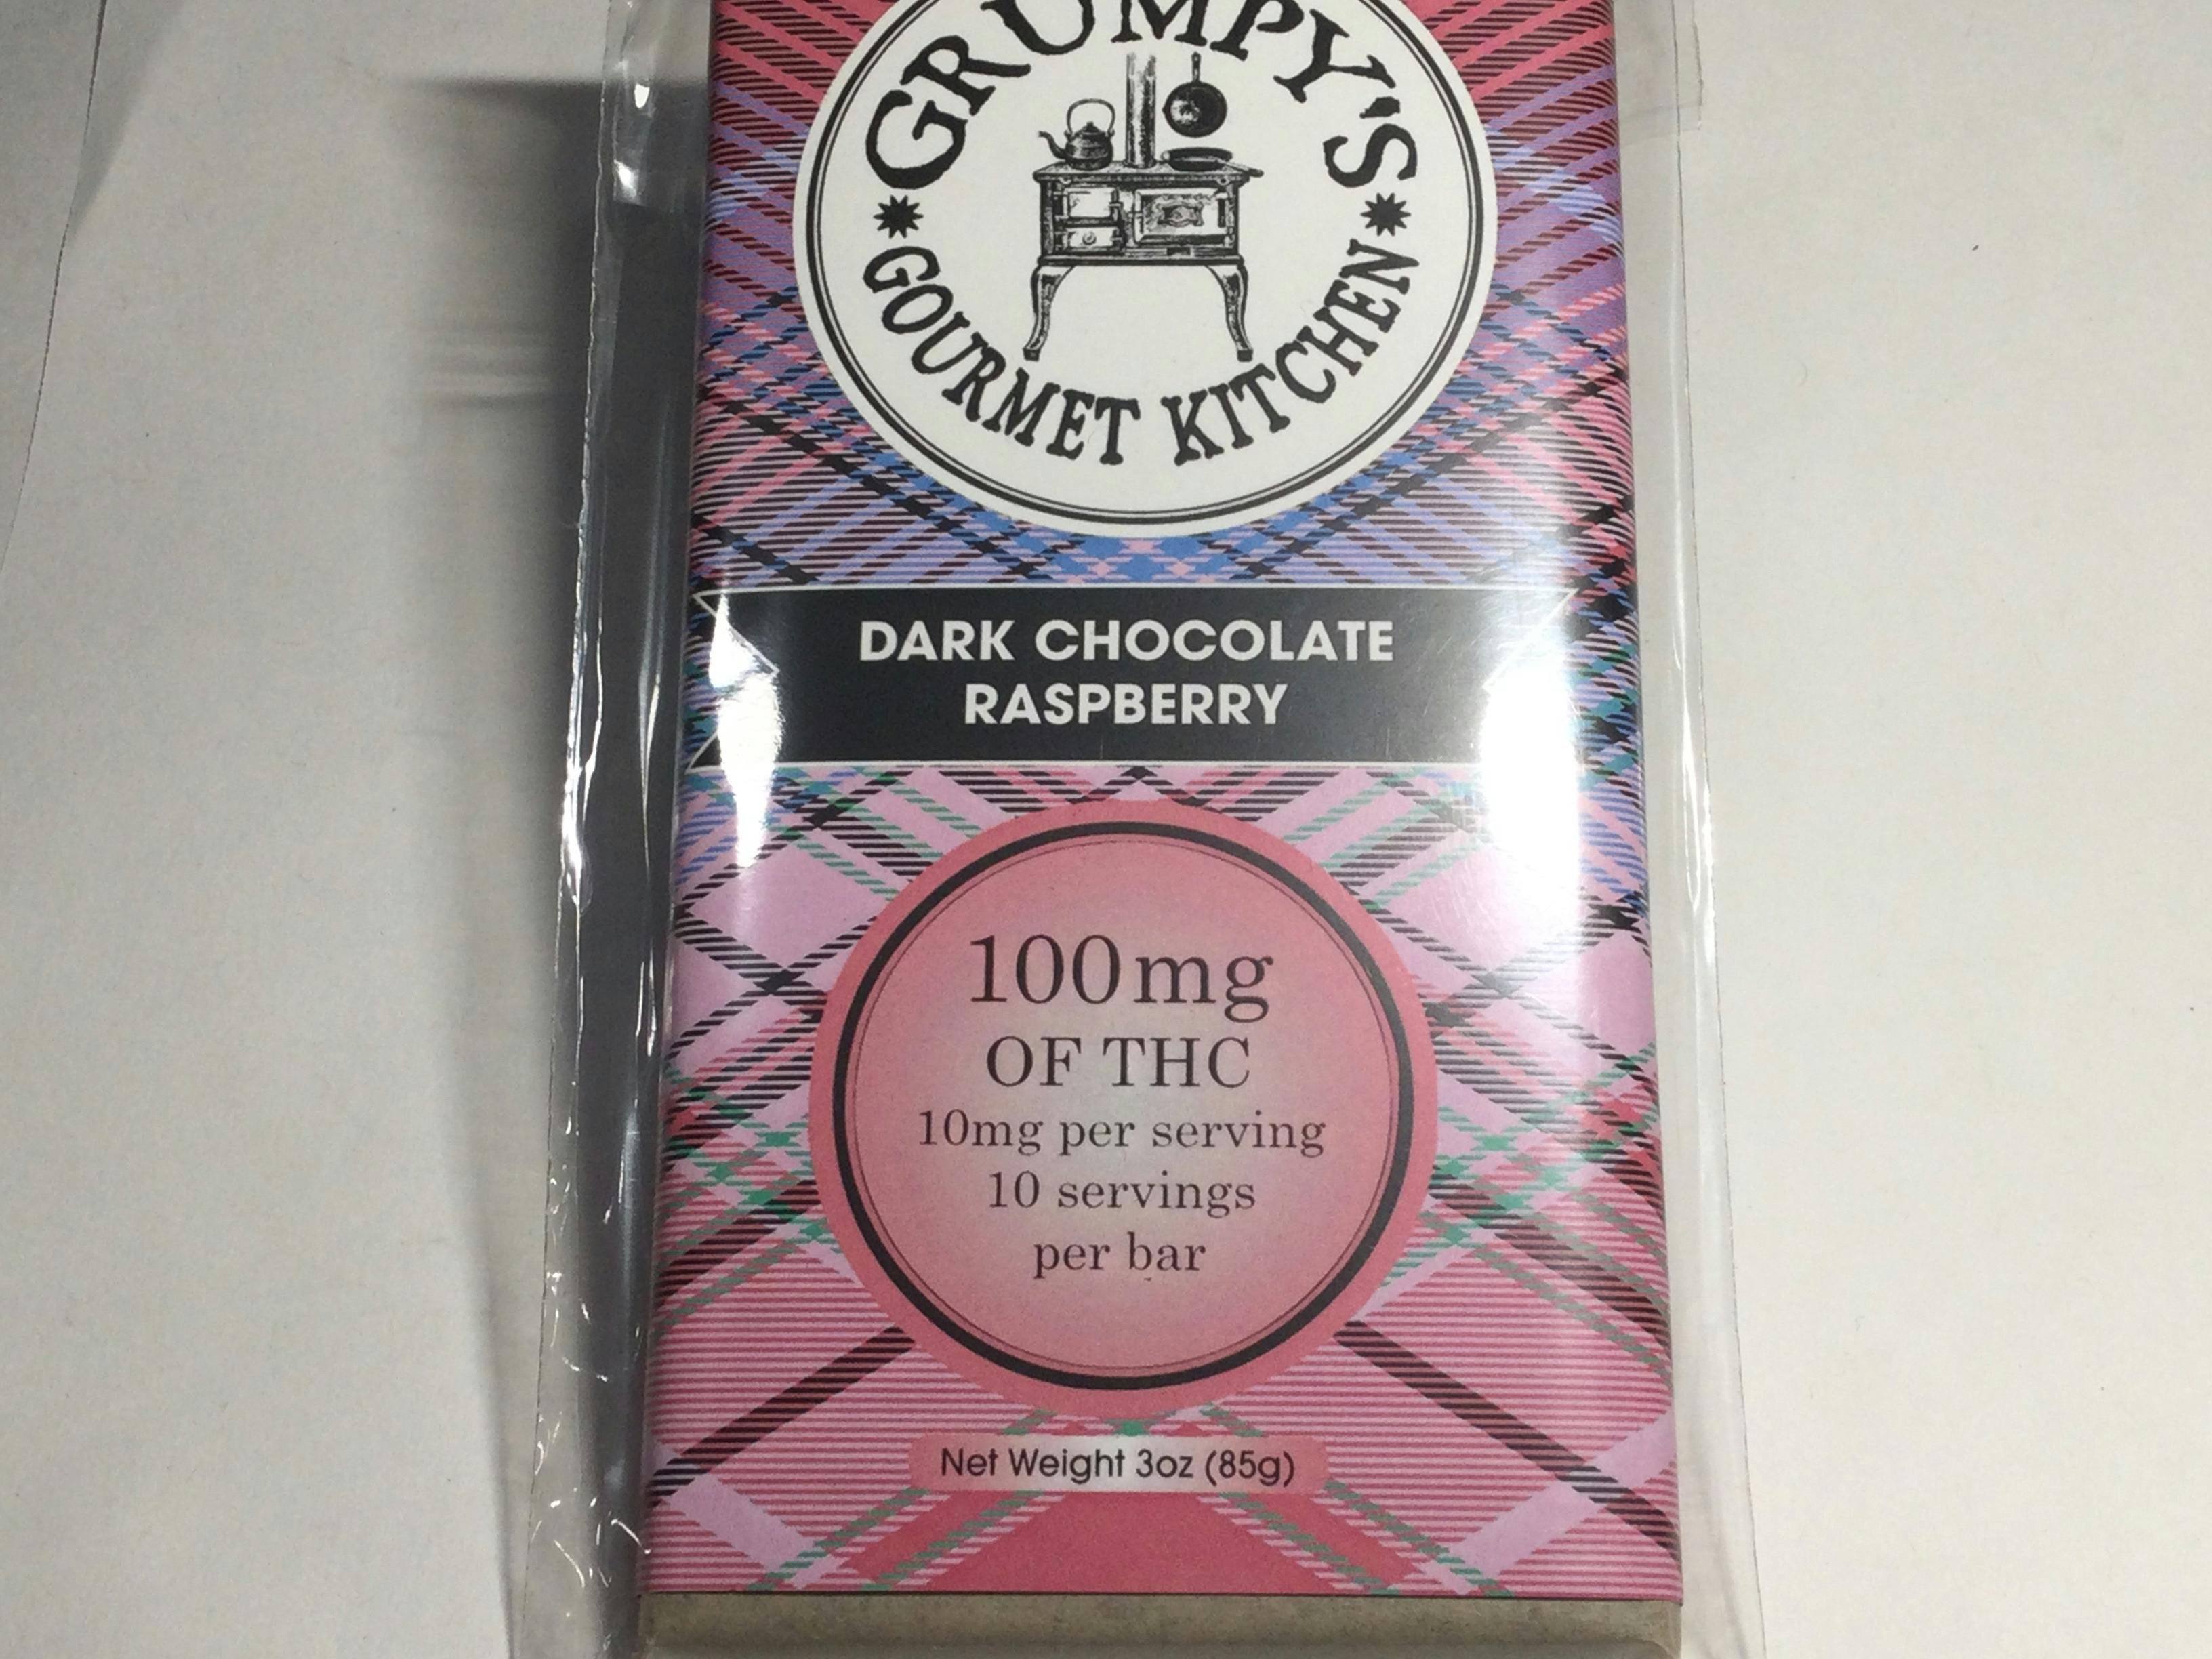 GRUMPY'S
GOURMET KITCHEN
DARK CHOCOLATE
RASPBERRY
100mg
OF THC
10mg per serving
10 servings
per bar
Net Weight 3oz (85g)